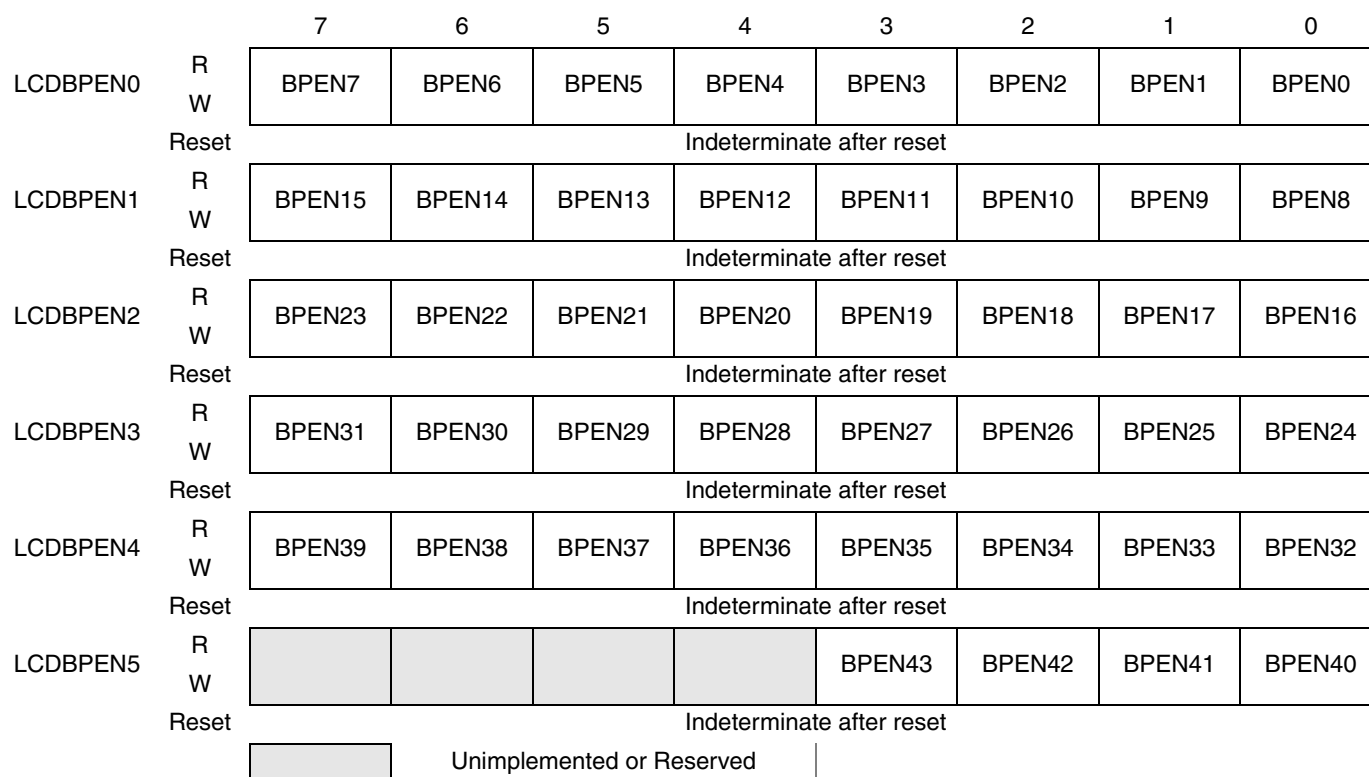 7 6 5 4 3 2 1 0
R
LCDBPEN0 BPEN7 BPEN6 BPEN5 BPEN4 BPEN3 BPEN2 BPEN1 BPEN0
W
Reset Indeterminate after reset
R
LCDBPEN1 BPEN15 BPEN14 BPEN13 BPEN12 BPEN11 BPEN10 BPEN9 BPEN8
W
Reset Indeterminate after reset
R
LCDBPEN2 BPEN23 BPEN22 BPEN21 BPEN20 BPEN19 BPEN18 BPEN17 BPEN16
W
Reset Indeterminate after reset
R
LCDBPEN3 BPEN31 BPEN30 BPEN29 BPEN28 BPEN27 BPEN26 BPEN25 BPEN24
W
Reset Indeterminate after reset
R
LCDBPEN4 BPEN39 BPEN38 BPEN37 BPEN36 BPEN35 BPEN34 BPEN33 BPEN32
W
Reset Indeterminate after reset
R
LCDBPEN5 BPEN43 BPEN42 BPEN41 BPEN40
W
Reset Indeterminate after reset
Unimplemented or Reserved